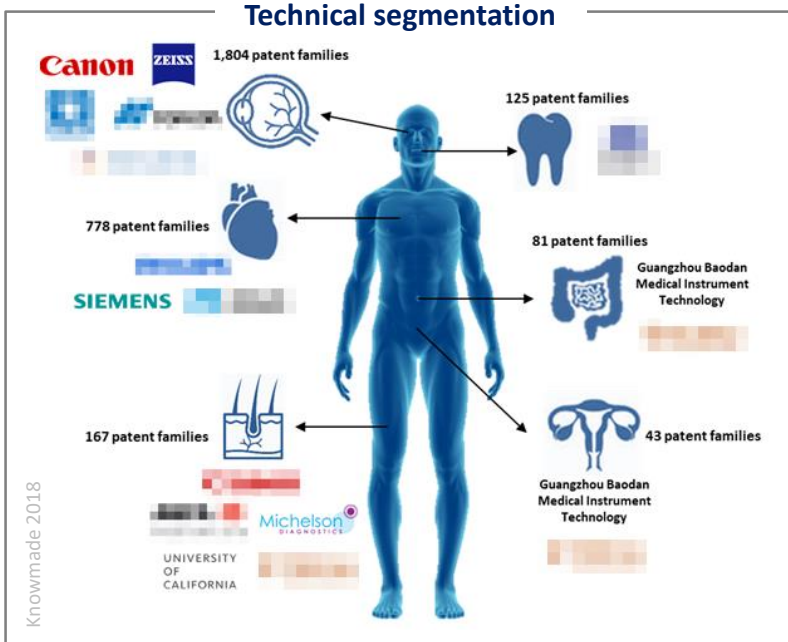 Technical segmentation
Canon
ZEISS
1,804 patent families
125 patent families
778 patent families
SIEMENS
81 patent families
Guangzhou Baodan
Medical Instrument
Technology
167 patent families
Michelson
DIAGNOSTICS
UNIVERSITY
OF
CALIFORNIA
43 patent families
Guangzhou Baodan
Medical Instrument
Technology
Knowmade 2018